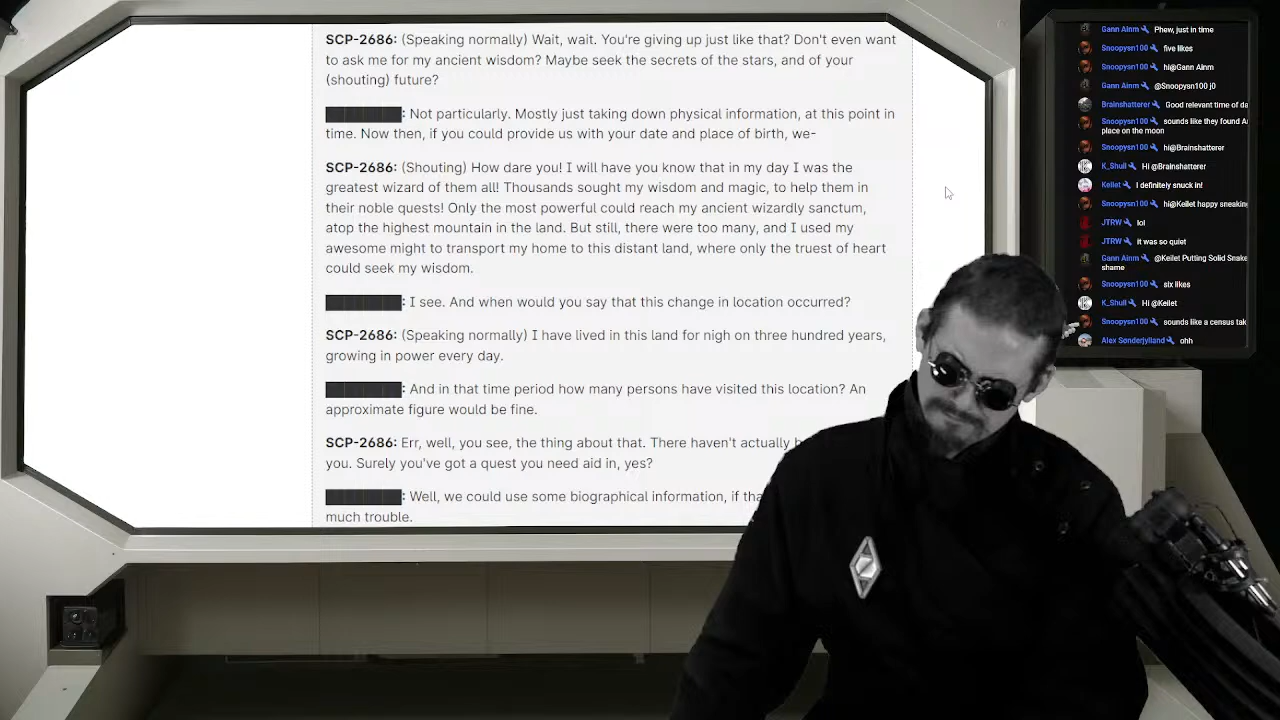 SCP-2686: (Speaking normally) Wait, wait. You're giving up just like that? Don't even want
to ask me for my ancient wisdom? Maybe seek the secrets of the stars, and of your
(shouting) future?
: Not particularly. Mostly just taking down physical information, at this point in
time. Now then, if you could provide us with your date and place of birth, we-
SCP-2686: (Shouting) How dare you! I will have you know that in my day I was the
greatest wizard of them all! Thousands sought my wisdom and magic, to help them in
their noble quests! Only the most powerful could reach my ancient wizardly sanctum,
atop the highest mountain in the land. But still, there were too many, and I used my
awesome might to transport my home to this distant land, where only the truest of heart
could seek my wisdom.
: I see. And when would you say that this change in location occurred?
SCP-2686: (Speaking normally) I have lived in this land for nigh on three hundred years,
growing in power every day.
: And in that time period how many persons have visited this location? An
approximate figure would be fine.
SCP-2686: Err, well, you see, the thing about that. There haven't actually
you. Surely you've got a quest you need aid in, yes?
: Well, we could use some biographical information, if
much trouble.
Gann Ainm Phew, just in time
Snoopysn100 five likes
Snoopysn100 hi@Gann Ainm
Gann Ainm @Snoopysn100 jO
Brainshatterer Good relevant time of
Snoopysn100 sounds like they found
place on the moon
Snoopysn100 hi@Brainshatterer
K_Shull Hi @Brainshatterer
Keilet I definitely snuck in!
Snoopysn100 hi@Keilet happy sneakin
JTRW lol
JTRW it was so quiet
Gann Ainm @Keilet Putting Solid Snak
shame
Snoopysn100 six likes
K_Shull Hi @Keilet
Snoopysn100 sounds like a census tak
Alex Sønderjylland ohh